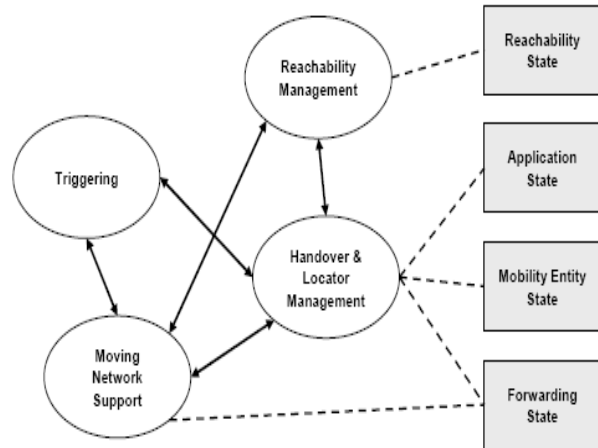 Reachability
Management
Reachability
State
Triggering
Application
State
Handover &
Locator
Management
Mobility Entity
State
Moving
Network
Support
Forwarding
State